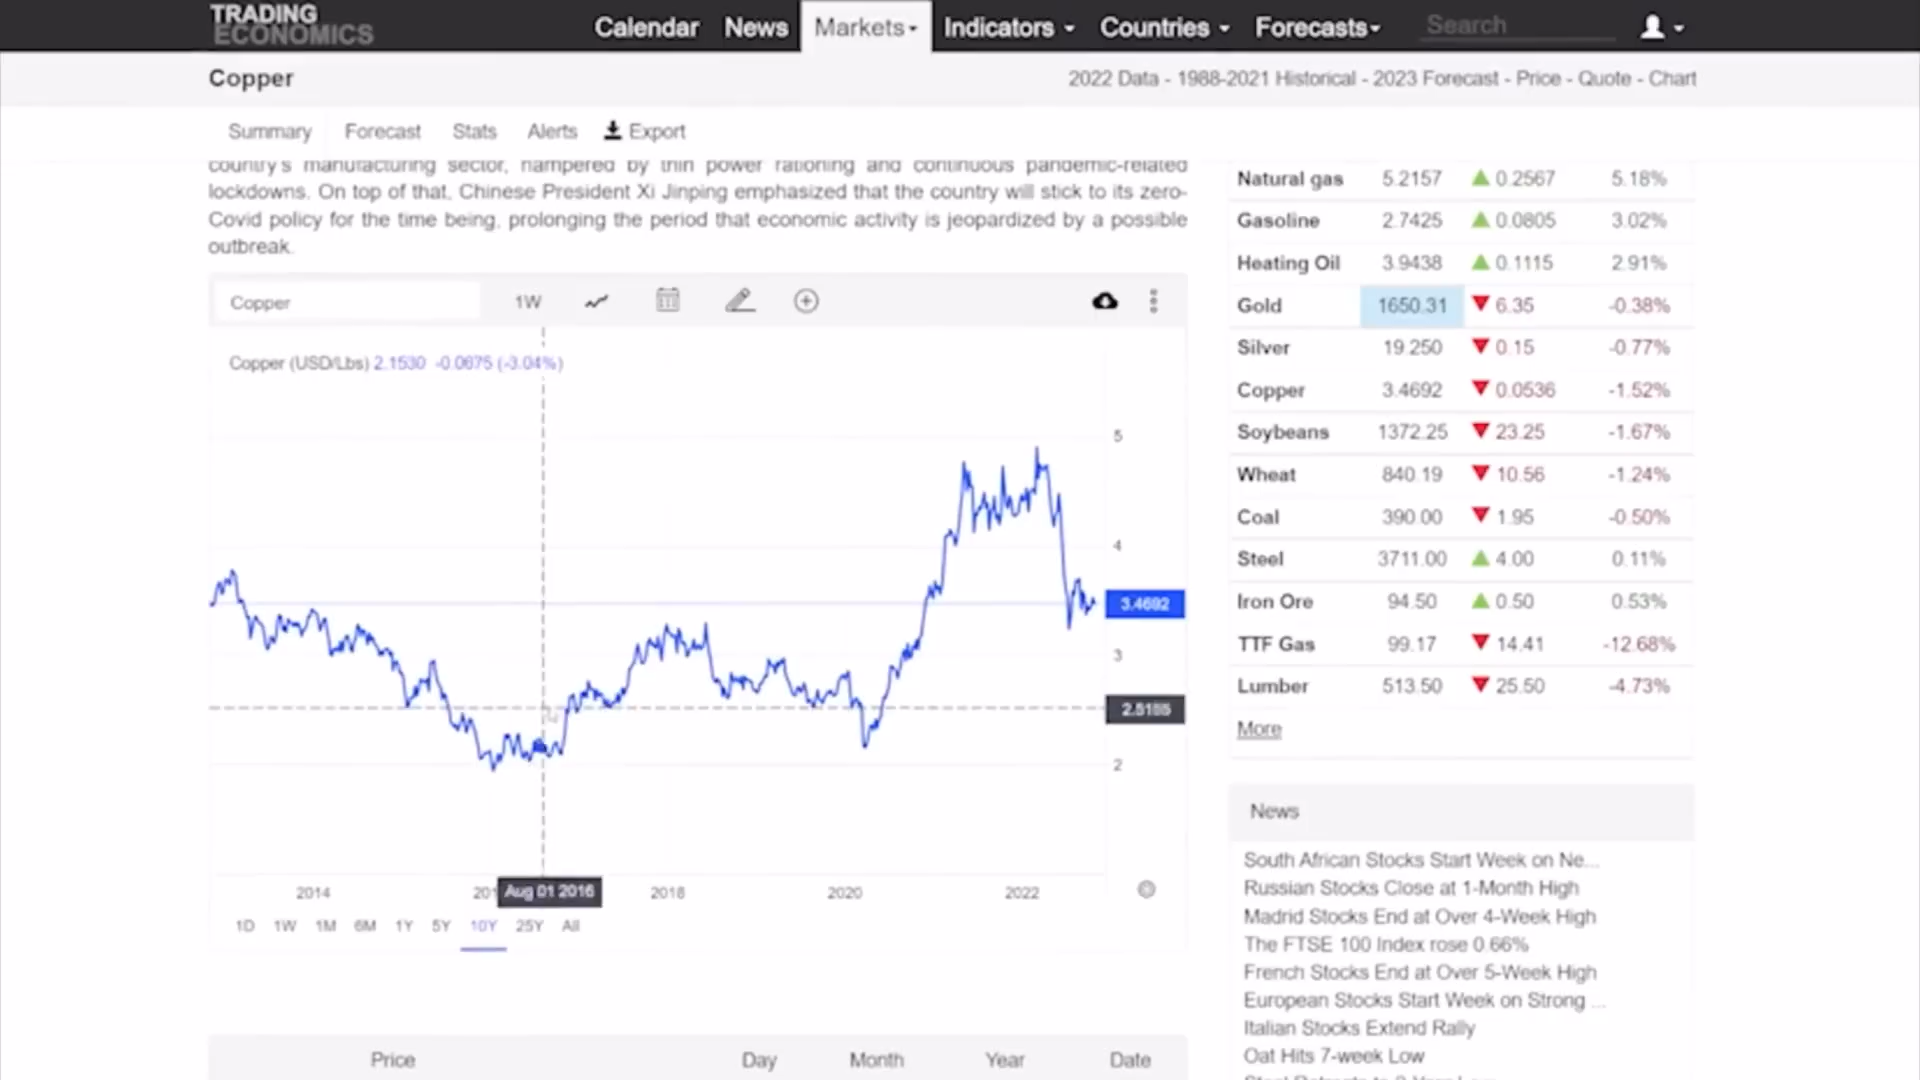 TRADING
ECONOMICS
Calendar
News
Markets
Indicators
Countries
Forecasts
Search
Copper
2022 Data - 1988-2021 Historical - 2023 Forecast - Price - Quote - Chart
Summary
Forecast
Stats
Alerts
Export
country's manufacturing sector, hampered by thin power rationing and continuous pandemic-related
lockdowns. On top of that, Chinese President Xi Jinping emphasized that the country will stick to its zero-
Covid policy for the time being, prolonging the period that economic activity is jeopardized by a possible
outbreak.
Copper
1W
Copper (USD/Lbs) 2.1530 -0.0675 (-3.04%)
5
4
3.4692
3
2.5185
2
2014
201
Aug 01 2016
2018
2020
2022
1D 1W 1M 6M 1Y 5Y 10Y 25Y All
Price Day Month Year Date
Natural gas 5.2157 0.2567 5.18%
Gasoline 2.7425 0.0805 3.02%
Heating Oil 3.9438 0.1115 2.91%
Gold 1650.31 6.35 -0.38%
Silver 19.250 0.15 -0.77%
Copper 3.4692 0.0536 -1.52%
Soybeans 1372.25 23.25 -1.67%
Wheat 840.19 10.56 -1.24%
Coal 390.00 1.95 -0.50%
Steel 3711.00 4.00 0.11%
Iron Ore 94.50 0.50 0.53%
TTF Gas 99.17 14.41 -12.68%
Lumber 513.50 25.50 -4.73%
More
News
South African Stocks Start Week on Ne...
Russian Stocks Close at 1-Month High
Madrid Stocks End at Over 4-Week High
The FTSE 100 Index rose 0.66%
French Stocks End at Over 5-Week High
European Stocks Start Week on Strong ...
Italian Stocks Extend Rally
Oat Hits 7-week Low